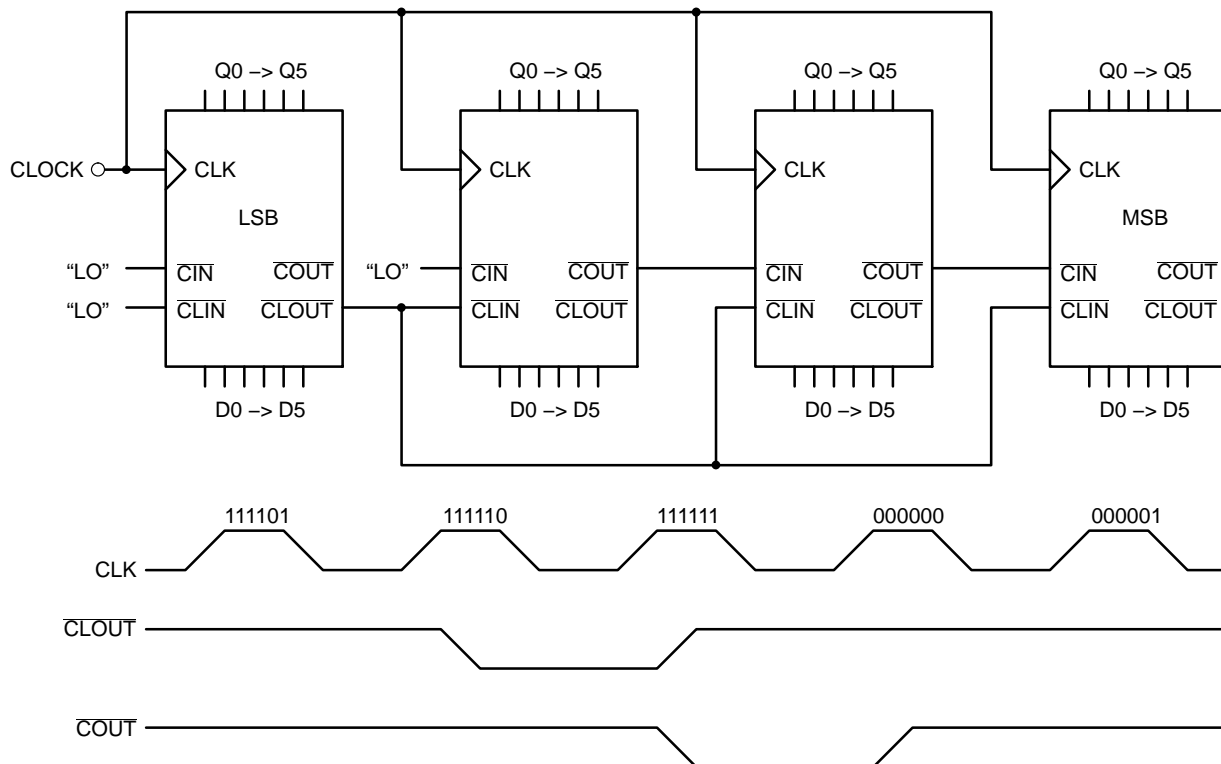 Q0 –> Q5 Q0 –> Q5 Q0 –> Q5 Q0 –> Q5
CLOCK CLK CLK CLK CLK
LSB MSB
“LO” CIN COUT “LO” CIN COUT CIN COUT CIN COUT
“LO” CLIN CLOUT CLIN CLOUT CLIN CLOUT CLIN CLOUT
D0 –> D5 D0 –> D5 D0 –> D5 D0 –> D5
111101 111110 111111 000000 000001
CLK
CLOUT
COUT